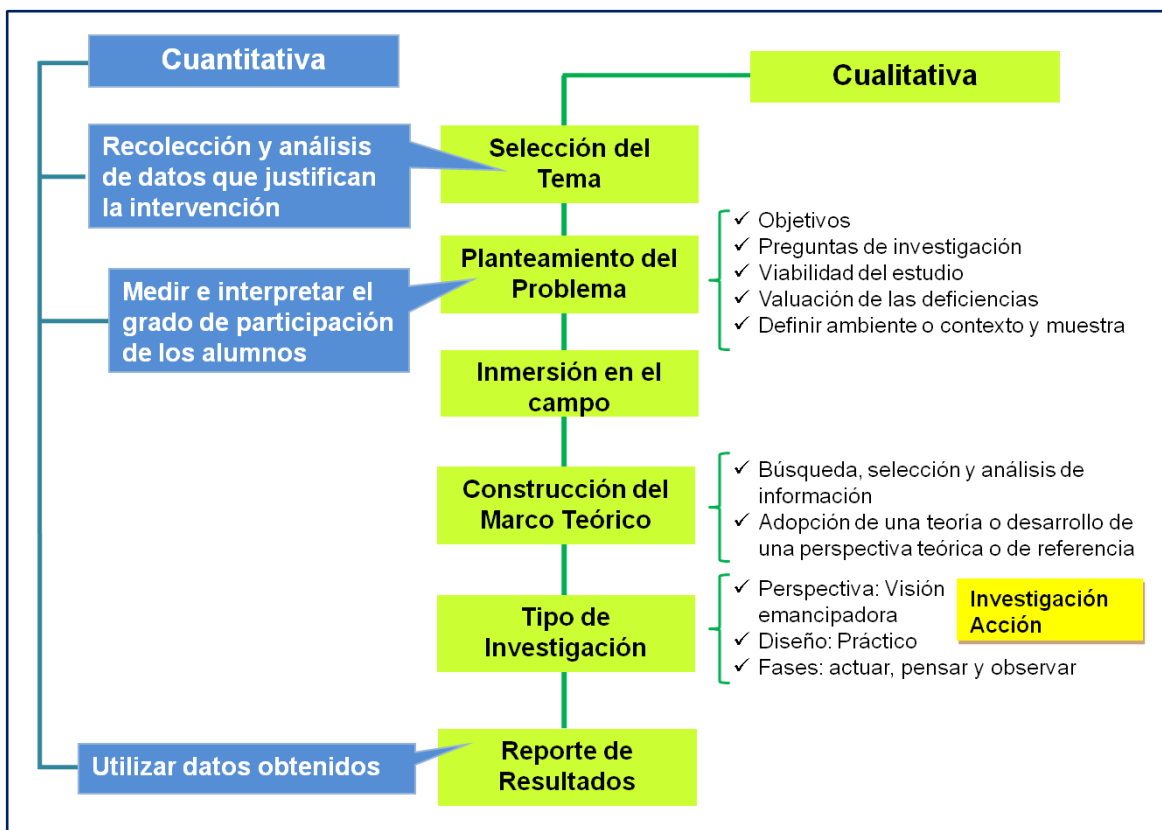 Cuantitativa
Cualitativa
Recolección y análisis
de datos que justifican
la intervención
Selección del
Tema
Planteamiento del
Problema
✓ Objetivos
✓ Preguntas de investigación
✓ Viabilidad del estudio
✓ Valuación de las deficiencias
✓ Definir ambiente o contexto y muestra
Medir e interpretar el
grado de participación
de los alumnos
Inmersión en el
campo
Construcción del
Marco Teórico
✓ Búsqueda, selección y análisis de
información
✓ Adopción de una teoría o desarrollo de
una perspectiva teórica o de referencia
Tipo de
Investigación
✓ Perspectiva: Visión
emancipadora
✓ Diseño: Práctico
✓ Fases: actuar, pensar y observar
Investigación
Acción
Utilizar datos obtenidos
Reporte de
Resultados